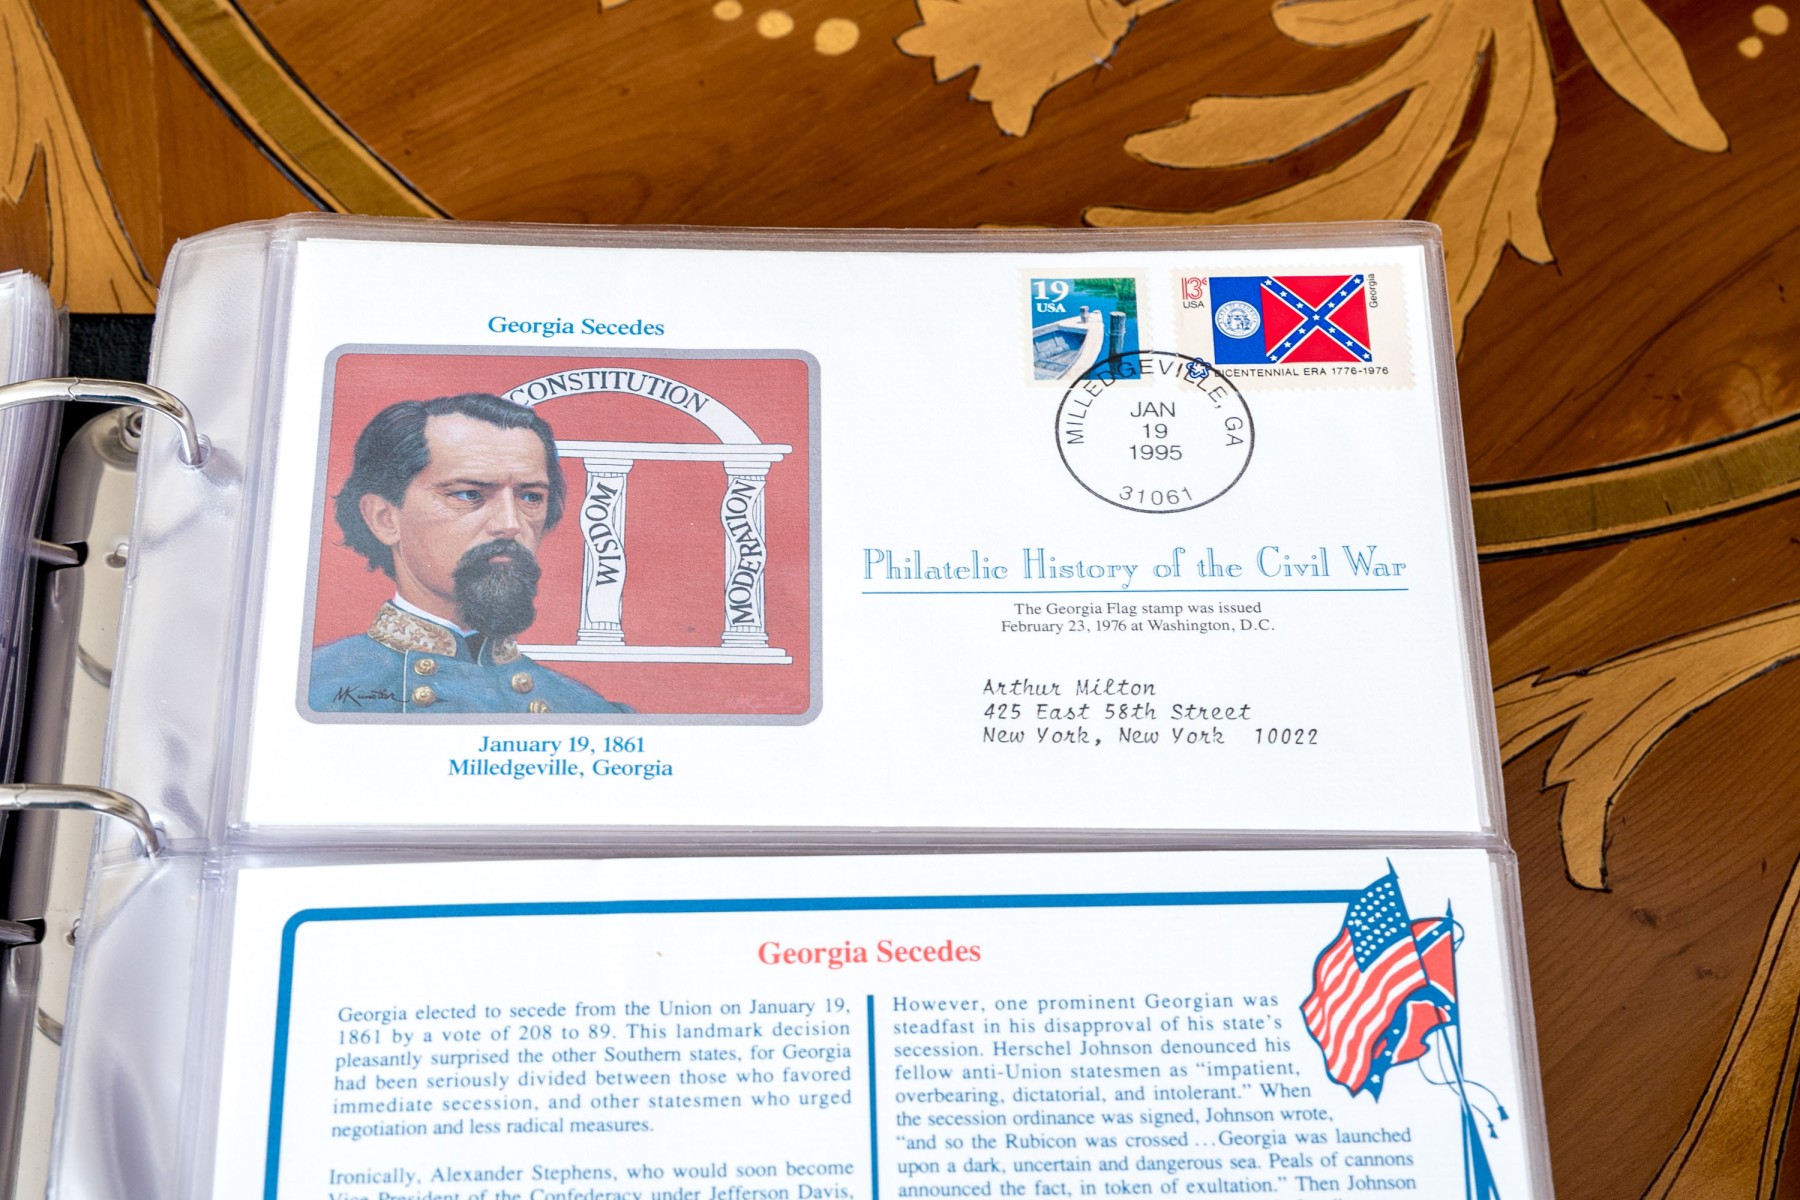 Georgia Secedes
CONSTITUTION
WISDOM
MODERATION
MKunstler
January 19, 1861
Milledgeville, Georgia
19
USA
13¢
USA
Georgia
BICENTENNIAL ERA 1776-1976
MILLEDGEVILLE, GA
JAN
19
1995
31061
Philatelic History of the Civil War
The Georgia Flag stamp was issued
February 23, 1976 at Washington, D.C.
Arthur Milton
425 East 58th Street
New York, New York 10022
Georgia Secedes
Georgia elected to secede from the Union on January 19,
1861 by a vote of 208 to 89. This landmark decision
pleasantly surprised the other Southern states, for Georgia
had been seriously divided between those who favored
immediate secession, and other statesmen who urged
negotiation and less radical measures.
Ironically, Alexander Stephens, who would soon become
Vice President of the Confederacy under Jefferson Davis,
However, one prominent Georgian was
steadfast in his disapproval of his state's
secession. Herschel Johnson denounced his
fellow anti-Union statesmen as “impatient,
overbearing, dictatorial, and intolerant.” When
the secession ordinance was signed, Johnson wrote,
“and so the Rubicon was crossed ... Georgia was launched
upon a dark, uncertain and dangerous sea. Peals of cannons
announced the fact, in token of exultation.” Then Johnson